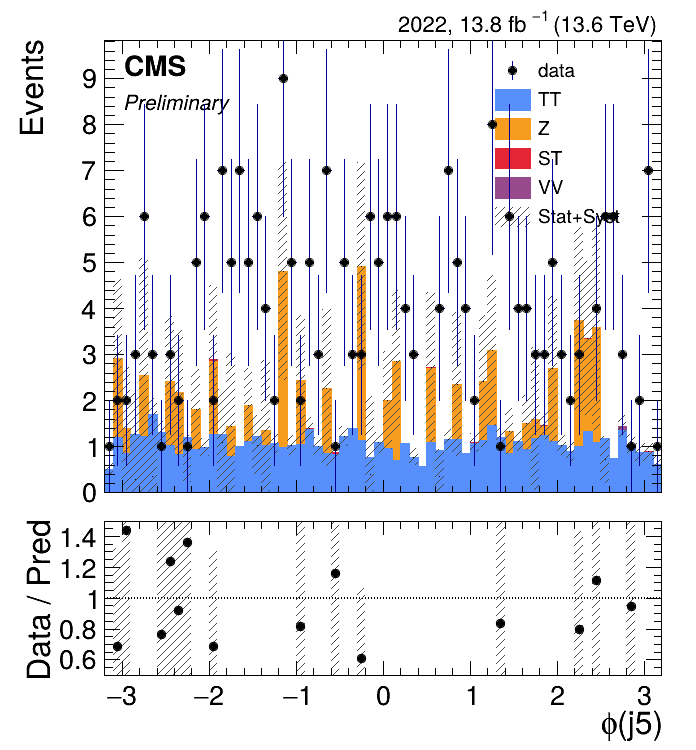 2022, 13.8 fb⁻¹ (13.6 TeV)
Events
CMS
Preliminary
data
TT
Z
ST
VV
Stat+Syst
9
8
7
6
5
4
3
2
1
0
Data / Pred
1.4
1.2
1
0.8
0.6
−3 −2 −1 0 1 2 3
ϕ(j5)